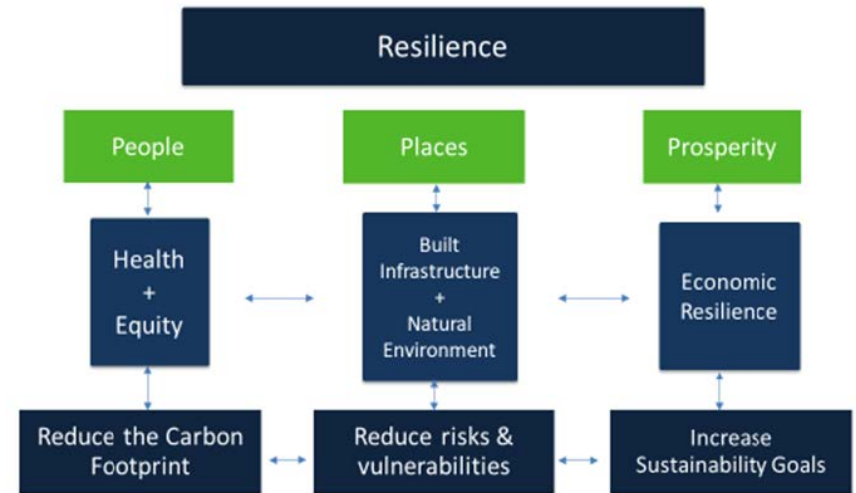 Resilience
People
Places
Prosperity
Health
+
Equity
Built
Infrastructure
+
Natural
Environment
Economic
Resilience
Reduce the Carbon
Footprint
Reduce risks &
vulnerabilities
Increase
Sustainability Goals